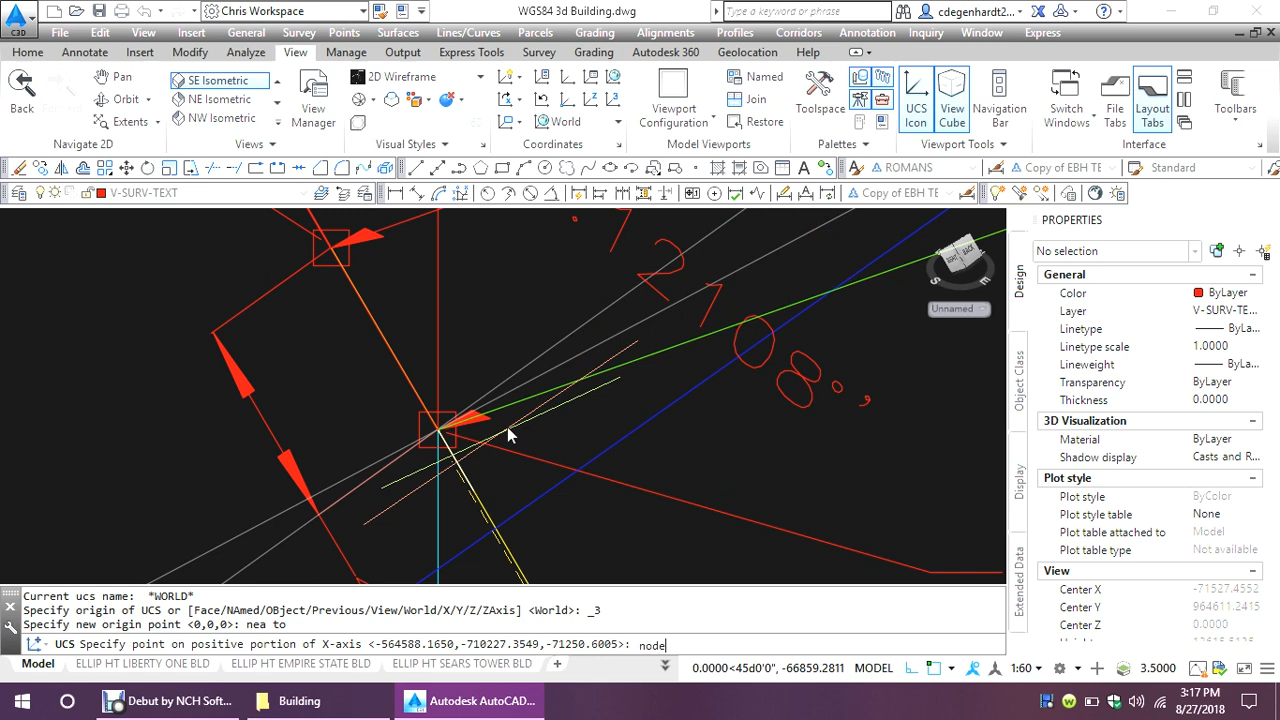 Chris Workspace
WGS84 3d Building.dwg
Type a keyword or phrase
cdegenhardt2...
C3D
File Edit View Insert General Survey Points Surfaces Lines/Curves Parcels Grading Alignments Profiles Corridors Annotation Inquiry Window Express
Home Annotate Insert Modify Analyze View Manage Output Express Tools Survey Grading Autodesk 360 Geolocation Help
Back
Pan
Orbit
Extents
Navigate 2D
SE Isometric
NE Isometric
NW Isometric
Views
View
Manager
2D Wireframe
Visual Styles
World
Coordinates
Viewport
Configuration
Named
Join
Restore
Model Viewports
Toolspace
Palettes
UCS
Icon
View
Cube
Navigation
Bar
Viewport Tools
Switch
Windows
File
Tabs
Layout
Tabs
Interface
Toolbars
ROMANS
Copy of EBH TE
Standard
V-SURV-TEXT
Copy of EBH TE
RIGHT BACK
S E
Unnamed
PROPERTIES
No selection
Design
Object Class
Display
Extended Data
General
Color ByLayer
Layer V-SURV-TE...
Linetype ByLa...
Linetype scale 1.0000
Lineweight ByLa...
Transparency ByLayer
Thickness 0.0000
3D Visualization
Material ByLayer
Shadow display Casts and R...
Plot style
Plot style ByColor
Plot style table None
Plot table attached to Model
Plot table type Not available
View
Center X -71527.4552
Center Y 964611.2415
Center Z 0.0000
Current ucs name: *WORLD*
Specify origin of UCS or [Face/NAmed/OBject/Previous/View/World/X/Y/Z/ZAxis] <World>: _3
Specify new origin point <0,0,0>: nea to
UCS Specify point on positive portion of X-axis <-564588.1650,-710227.3549,-71250.6005>: node
Model ELLIP HT LIBERTY ONE BLD ELLIP HT EMPIRE STATE BLD ELLIP HT SEARS TOWER BLD +
0.0000<45d0'0", -66859.2811 MODEL
1:60
3.5000
Debut by NCH Soft...
Building
Autodesk AutoCAD...
3:17 PM
8/27/2018